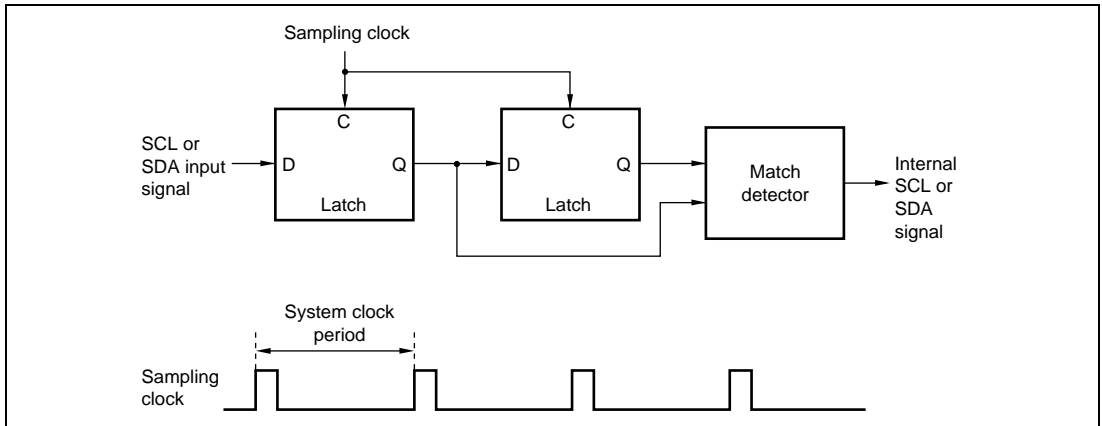 Sampling clock
C
C
SCL or
SDA input
signal
D
Q
D
Q
Latch
Latch
Match
detector
Internal
SCL or
SDA
signal
System clock
period
Sampling
clock